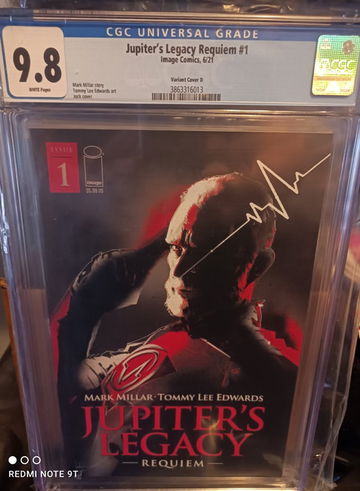 CGC UNIVERSAL GRADE
9.8
WHITE Pages
Jupiter's Legacy Requiem #1
Image Comics, 6/21
Variant Cover D
Mark Millar story
Tommy Lee Edwards art
Jock cover
3863316013
CGC
ISSUE
1
image
$5.99 US
MARK MILLAR · TOMMY LEE EDWARDS
JUPITER'S
LEGACY
REQUIEM
REDMI NOTE 9T